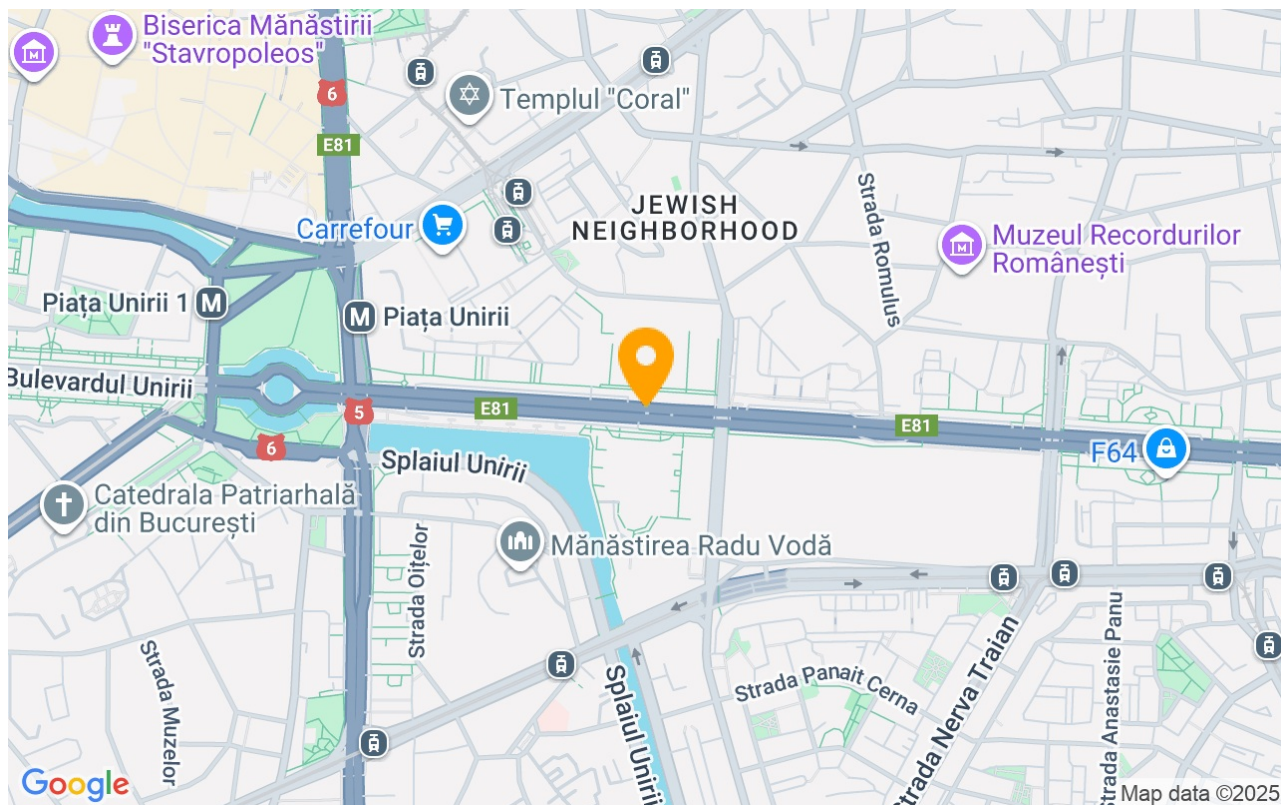 Biserica Mănăstirii
"Stavropoleos"
6
Templul "Coral"
E81
Strada Romulus
JEWISH
NEIGHBORHOOD
Carrefour
Muzeul Recordurilor
Românești
Piața Unirii 1
M
M
Piața Unirii
Bulevardul Unirii
5
E81
E81
6
F64
Splaiul Unirii
Catedrala Patriarhală
din București
Mănăstirea Radu Vodă
Strada Oițelor
Strada Muzelor
Splaiul Unirii
Strada Panait Cerna
Strada Nerva Traian
Strada Anastasie Panu
Google
Map data ©2025